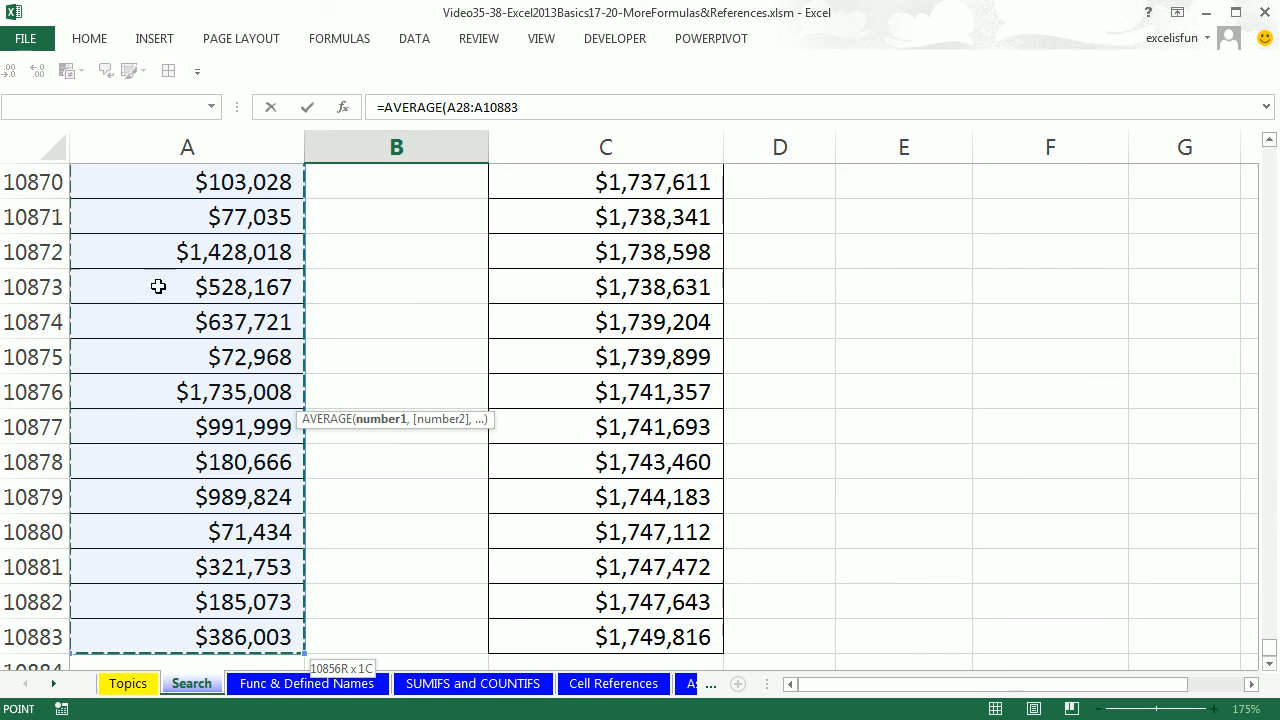 Video35-38-Excel2013Basics17-20-MoreFormulas&References.xlsm - Excel
FILE HOME INSERT PAGE LAYOUT FORMULAS DATA REVIEW VIEW DEVELOPER POWERPIVOT excelisfun
=AVERAGE(A28:A10883
A B C D E F G
10870 $103,028 $1,737,611
10871 $77,035 $1,738,341
10872 $1,428,018 $1,738,598
10873 $528,167 $1,738,631
10874 $637,721 $1,739,204
10875 $72,968 $1,739,899
10876 $1,735,008 $1,741,357
AVERAGE(number1, [number2], ...)
10877 $991,999 $1,741,693
10878 $180,666 $1,743,460
10879 $989,824 $1,744,183
10880 $71,434 $1,747,112
10881 $321,753 $1,747,472
10882 $185,073 $1,747,643
10883 $386,003 $1,749,816
10856R x 1C
Topics Search Func & Defined Names SUMIFS and COUNTIFS Cell References ...
POINT 175%